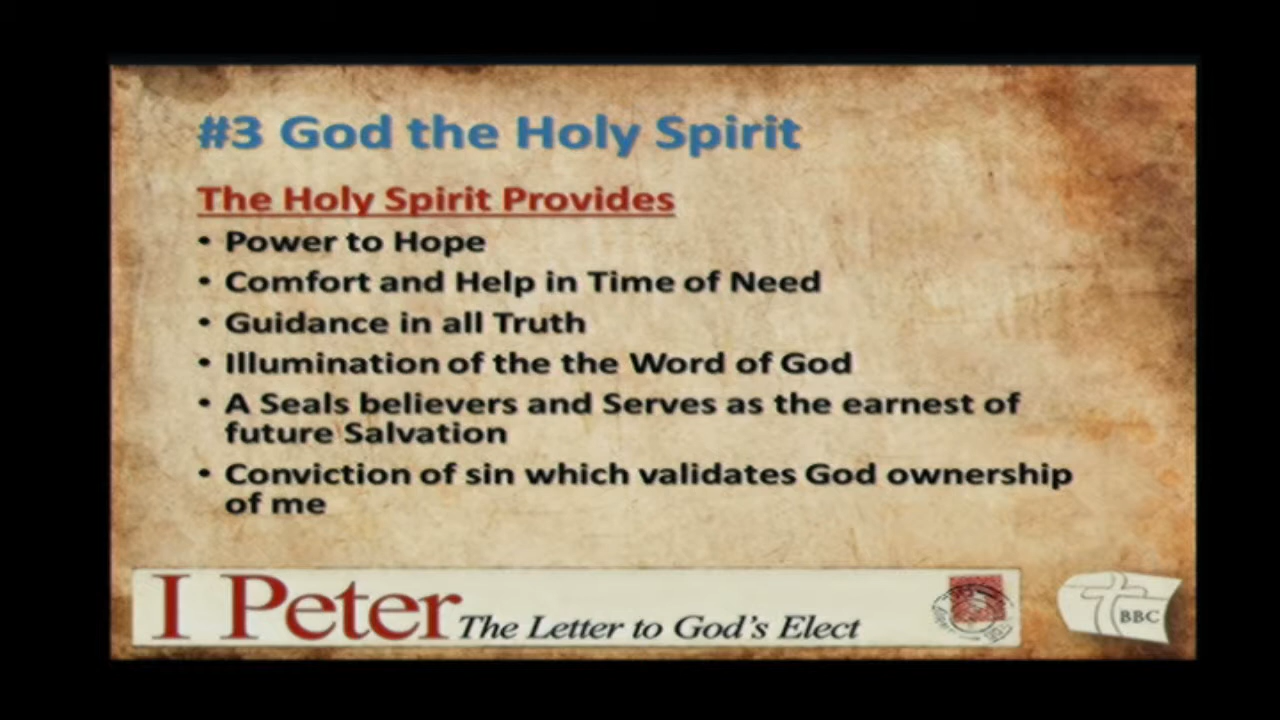 #3 God the Holy Spirit
The Holy Spirit Provides
• Power to Hope
• Comfort and Help in Time of Need
• Guidance in all Truth
• Illumination of the the Word of God
• A Seals believers and Serves as the earnest of
future Salvation
• Conviction of sin which validates God ownership
of me
I Peter The Letter to God's Elect
BBC